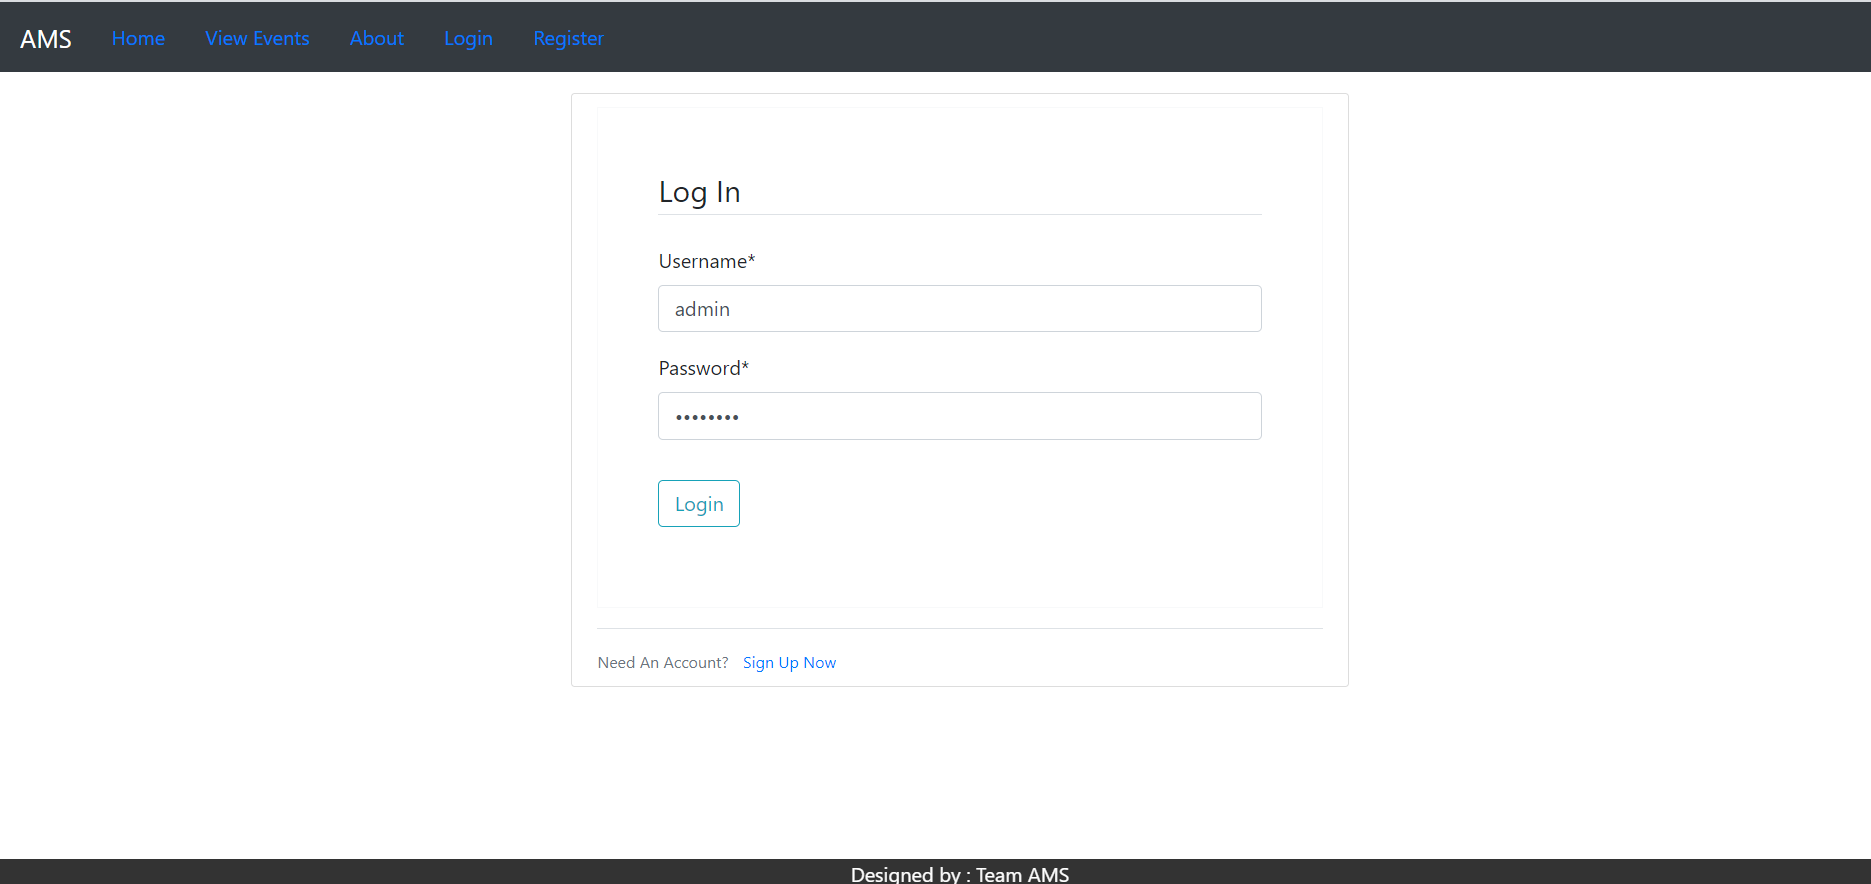 AMS Home View Events About Login Register
Log In
Username*
admin
Password*
••••••••
Login
Need An Account? Sign Up Now
Designed by : Team AMS